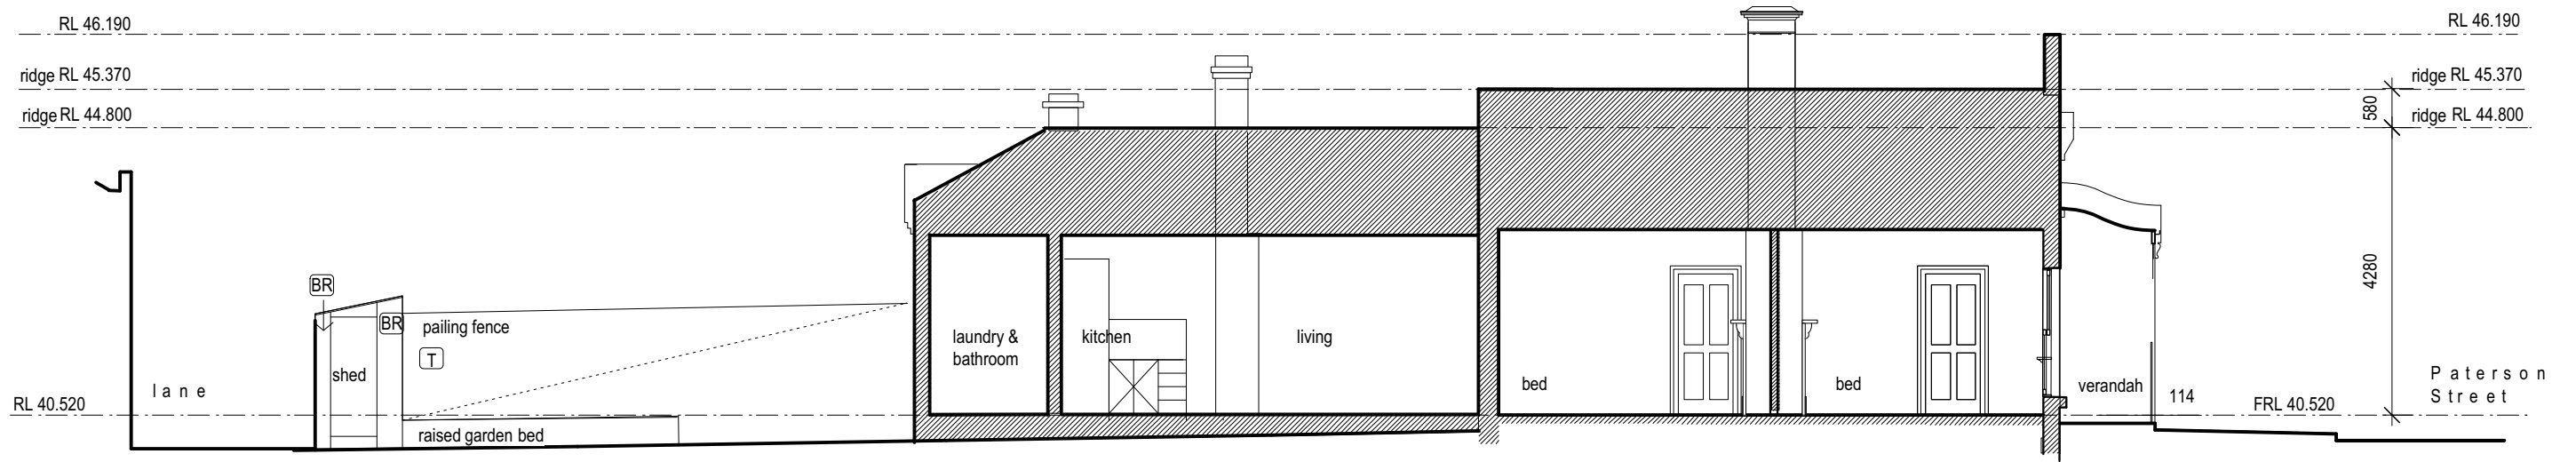 RL 46.190
RL 46.190
ridge RL 45.370
ridge RL 45.370
ridge RL 44.800
ridge RL 44.800
580
4280
BR
BR
pailing fence
T
shed
lane
laundry &
bathroom
kitchen
living
bed
bed
verandah
114
Paterson
Street
RL 40.520
FRL 40.520
raised garden bed